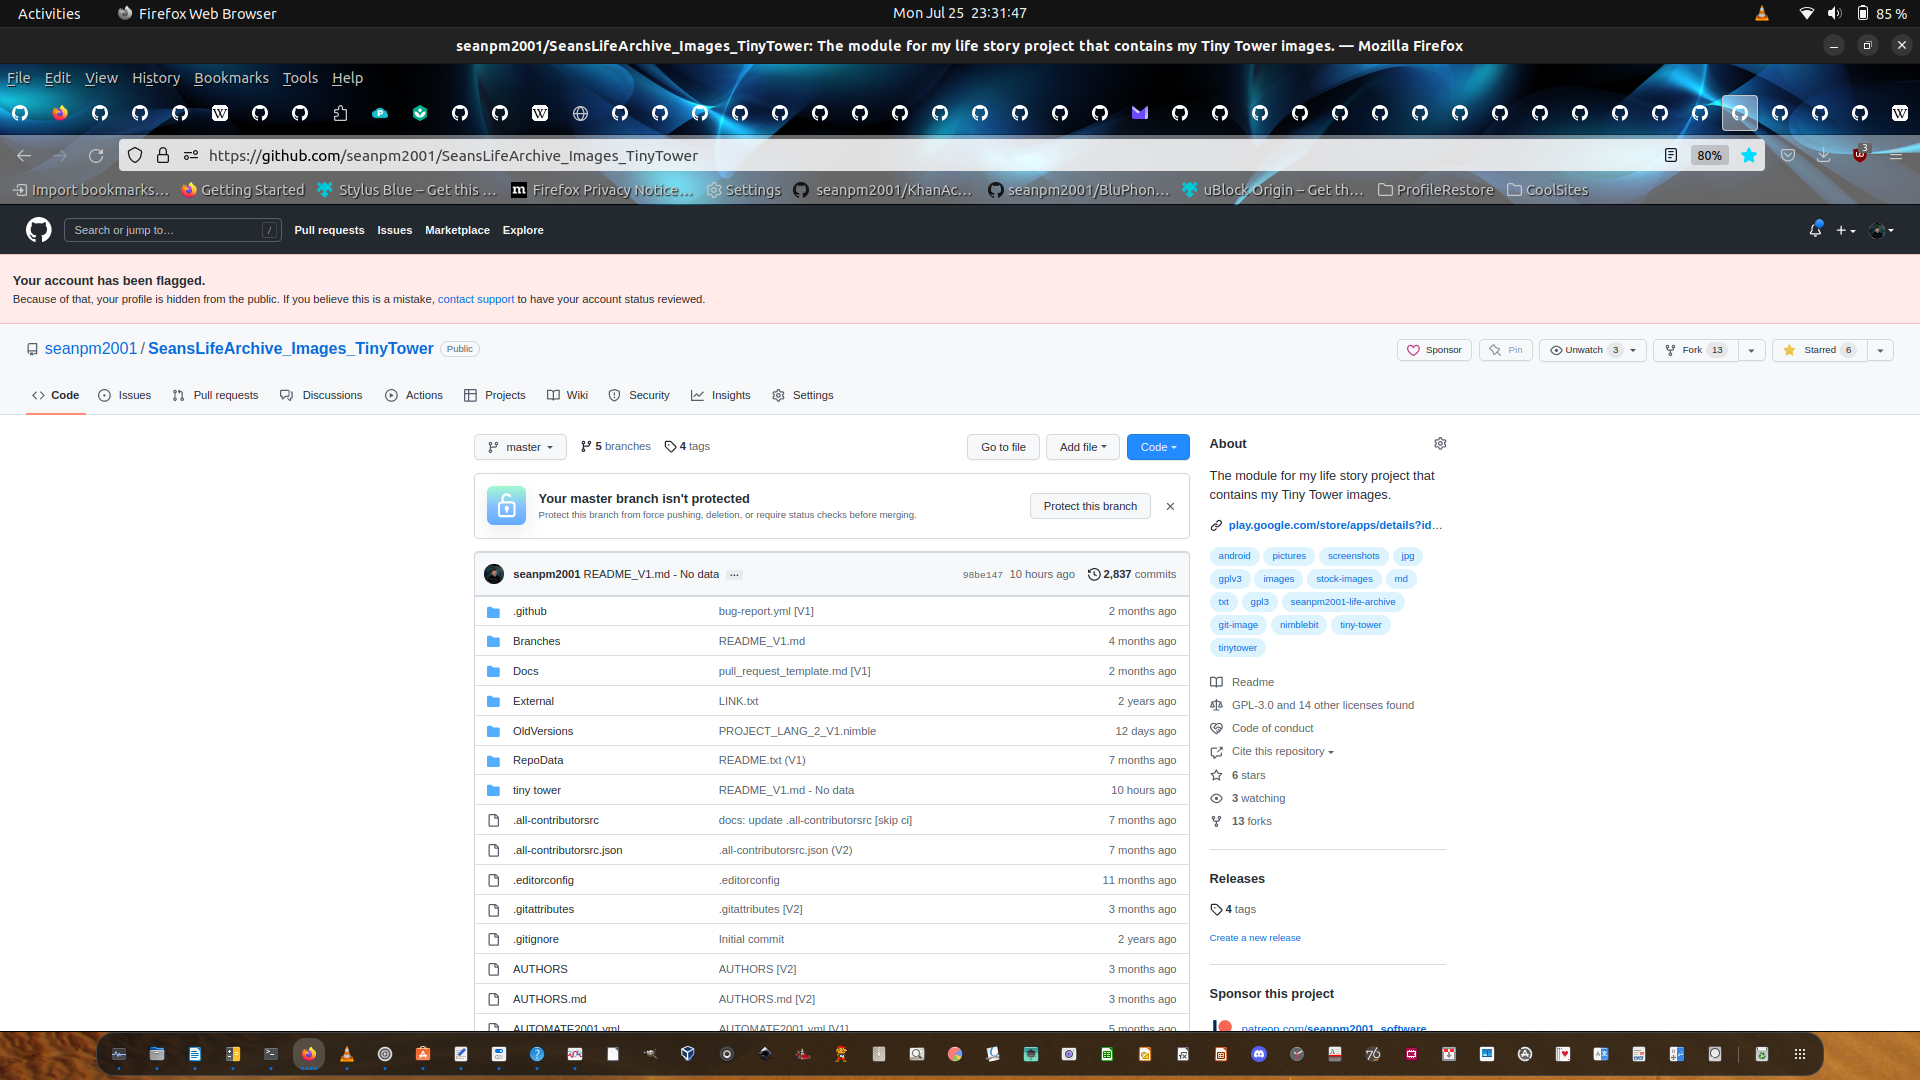 Activities Firefox Web Browser Mon Jul 25 23:31:47 85 %
seanpm2001/SeansLifeArchive_Images_TinyTower: The module for my life story project that contains my Tiny Tower images. — Mozilla Firefox
File Edit View History Bookmarks Tools Help
https://github.com/seanpm2001/SeansLifeArchive_Images_TinyTower 80% 3
Import bookmarks… Getting Started Stylus Blue – Get this … Firefox Privacy Notice… Settings seanpm2001/KhanAc… seanpm2001/BluPhon… uBlock Origin – Get th… ProfileRestore CoolSites
Search or jump to… / Pull requests Issues Marketplace Explore
Your account has been flagged.
Because of that, your profile is hidden from the public. If you believe this is a mistake, contact support to have your account status reviewed.
seanpm2001 / SeansLifeArchive_Images_TinyTower Public Sponsor Pin Unwatch 3 Fork 13 Starred 6
Code Issues Pull requests Discussions Actions Projects Wiki Security Insights Settings
master 5 branches 4 tags Go to file Add file Code
Your master branch isn't protected
Protect this branch from force pushing, deletion, or require status checks before merging.
Protect this branch
seanpm2001 README_V1.md - No data … 98be147 10 hours ago 2,837 commits
.github bug-report.yml [V1] 2 months ago
Branches README_V1.md 4 months ago
Docs pull_request_template.md [V1] 2 months ago
External LINK.txt 2 years ago
OldVersions PROJECT_LANG_2_V1.nimble 12 days ago
RepoData README.txt (V1) 7 months ago
tiny tower README_V1.md - No data 10 hours ago
.all-contributorsrc docs: update .all-contributorsrc [skip ci] 7 months ago
.all-contributorsrc.json .all-contributorsrc.json (V2) 7 months ago
.editorconfig .editorconfig 11 months ago
.gitattributes .gitattributes [V2] 3 months ago
.gitignore Initial commit 2 years ago
AUTHORS AUTHORS [V2] 3 months ago
AUTHORS.md AUTHORS.md [V2] 3 months ago
AUTOMATE2001.yml AUTOMATE2001.yml [V1] 5 months ago
About
The module for my life story project that
contains my Tiny Tower images.
play.google.com/store/apps/details?id…
android pictures screenshots jpg
gplv3 images stock-images md
txt gpl3 seanpm2001-life-archive
git-image nimblebit tiny-tower
tinytower
Readme
GPL-3.0 and 14 other licenses found
Code of conduct
Cite this repository
6 stars
3 watching
13 forks
Releases
4 tags
Create a new release
Sponsor this project
patreon.com/seanpm2001_software